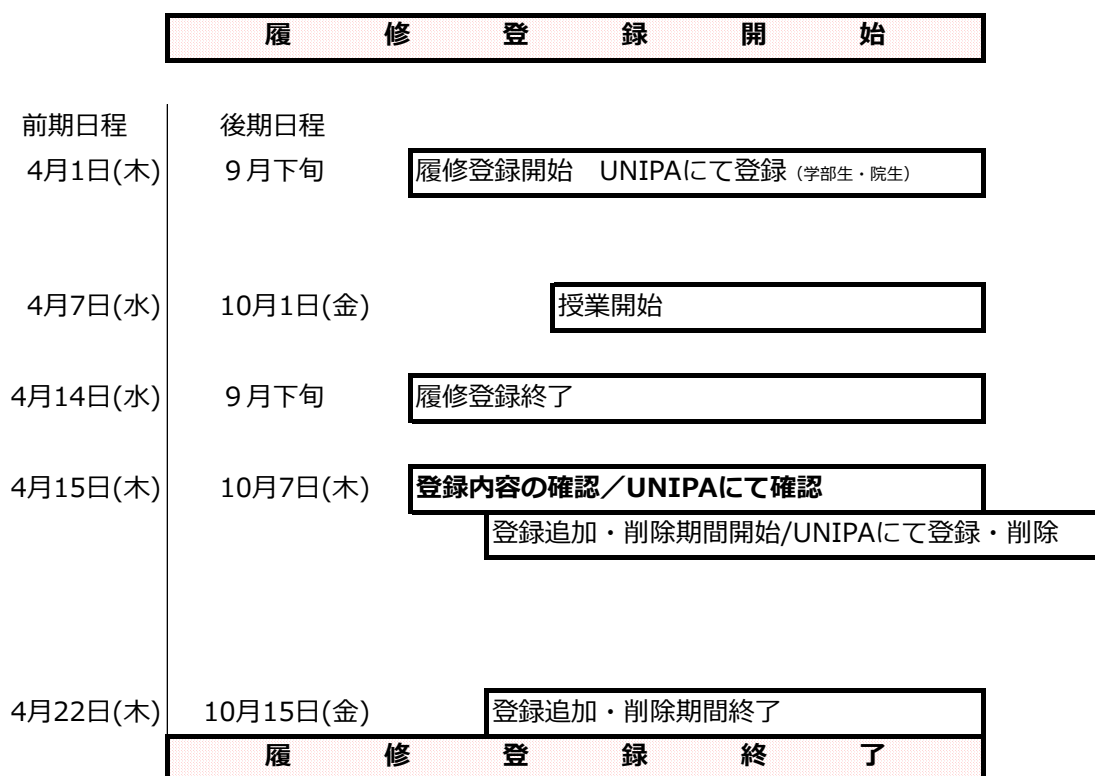 履修登録開始
前期日程 後期日程
4月1日(木) 9月下旬 履修登録開始 UNIPAにて登録(学部生・院生)
4月7日(水) 10月1日(金) 授業開始
4月14日(水) 9月下旬 履修登録終了
4月15日(木) 10月7日(木) 登録内容の確認/UNIPAにて確認
登録追加・削除期間開始/UNIPAにて登録・削除
4月22日(木) 10月15日(金) 登録追加・削除期間終了
履修登録終了